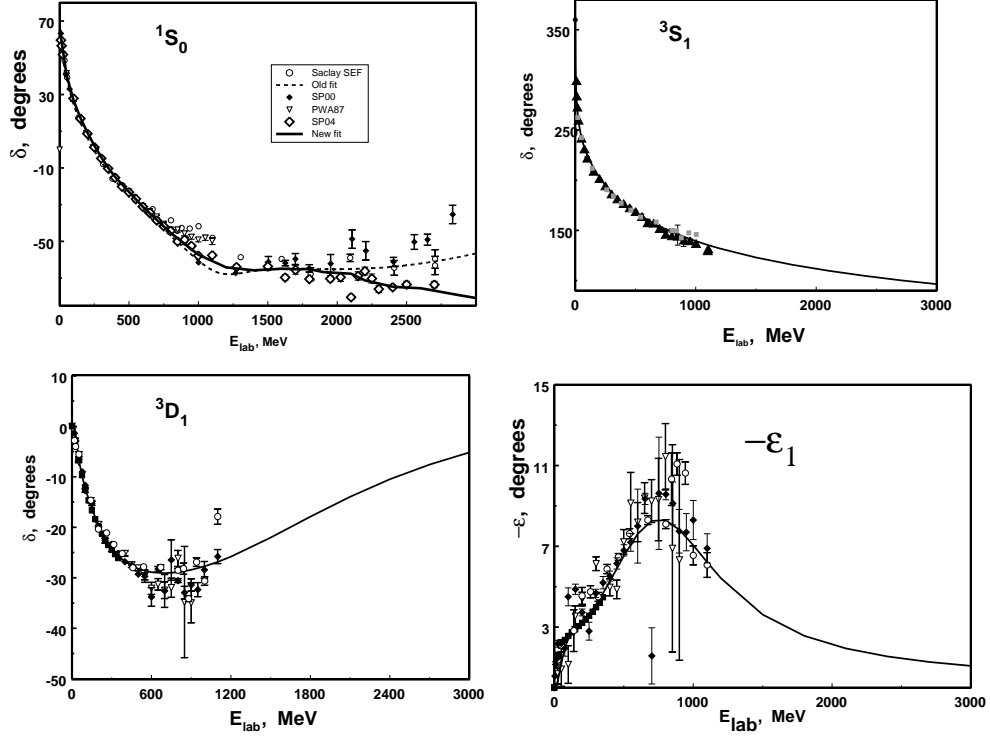 ¹S₀
δ, degrees
70
30
-10
-50
0 500 1000 1500 2000 2500
E_lab, MeV
Saclay SEF
Old fit
SP00
PWA87
SP04
New fit
³S₁
δ, degrees
350
250
150
0 1000 2000 3000
E_lab, MeV
³D₁
δ, degrees
10
0
-10
-20
-30
-40
-50
0 600 1200 1800 2400 3000
E_lab, MeV
−ε₁
-ε, degrees
15
11
7
3
0 1000 2000 3000
E_lab, MeV